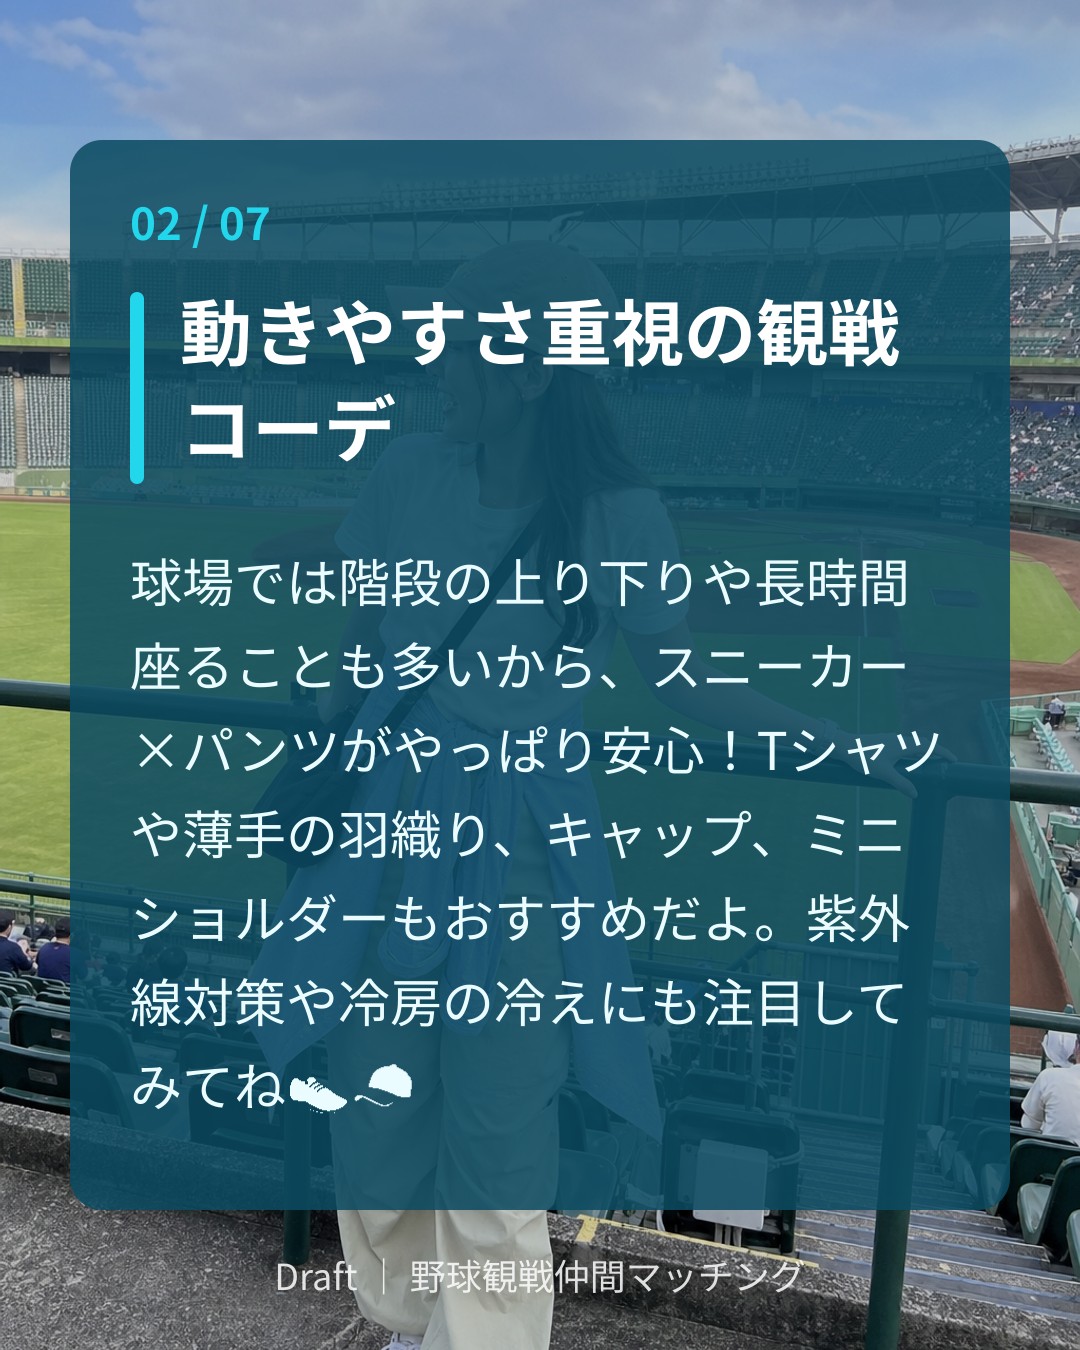 02 / 07
動きやすさ重視の観戦
コーデ
球場では階段の上り下りや長時間
座ることも多いから、スニーカー
×パンツがやっぱり安心！Tシャツ
や薄手の羽織り、キャップ、ミニ
ショルダーもおすすめだよ。紫外
線対策や冷房の冷えにも注目して
みてね👟🧢
Draft ｜ 野球観戦仲間マッチング